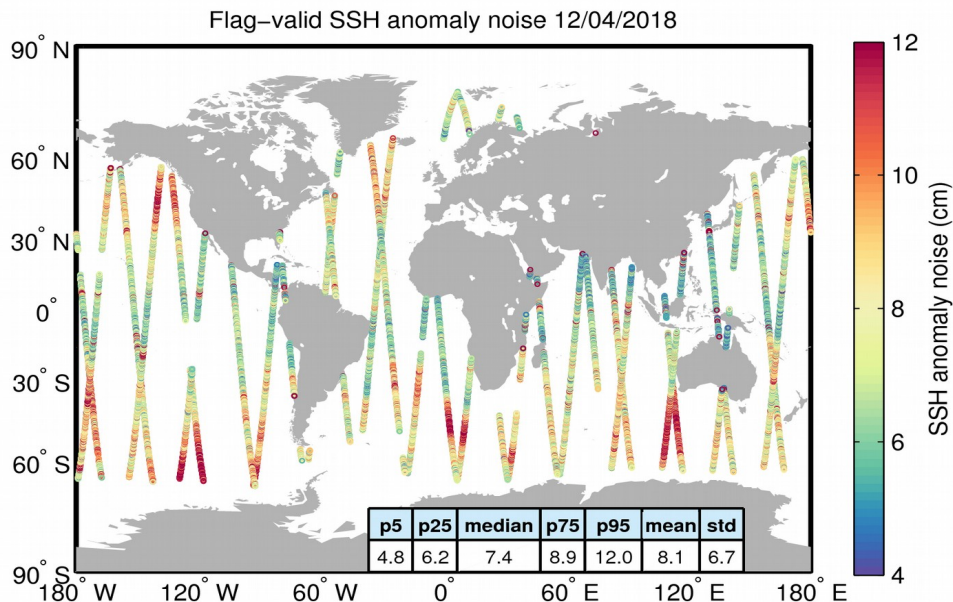 Flag−valid SSH anomaly noise 12/04/2018
90° N
60° N
30° N
0°
30° S
60° S
90° S
180° W 120° W 60° W 0° 60° E 120° E 180° E
p5 p25 median p75 p95 mean std
4.8 6.2 7.4 8.9 12.0 8.1 6.7
12
10
8
6
4
SSH anomaly noise (cm)